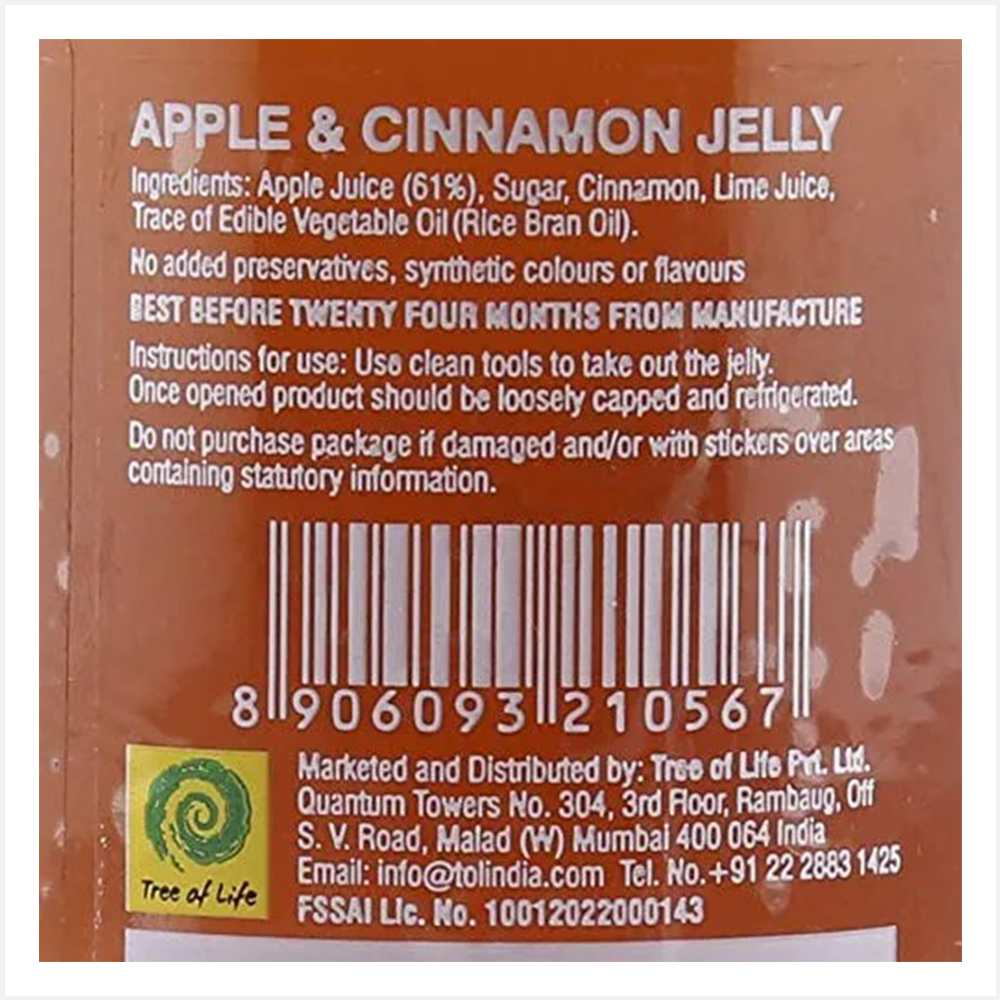 APPLE & CINNAMON JELLY
Ingredients: Apple Juice (61%), Sugar, Cinnamon, Lime Juice,
Trace of Edible Vegetable Oil (Rice Bran Oil).
No added preservatives, synthetic colours or flavours
BEST BEFORE TWENTY FOUR MONTHS FROM MANUFACTURE
Instructions for use: Use clean tools to take out the jelly.
Once opened product should be loosely capped and refrigerated.
Do not purchase package if damaged and/or with stickers over areas
containing statutory information.
8 906093 210567
Marketed and Distributed by: Tree of Life Pvt. Ltd.
Quantum Towers No. 304, 3rd Floor, Rambaug, Off
S. V. Road, Malad (W) Mumbai 400 064 India
Email: info@tolindia.com Tel. No.+91 22 2883 1425
FSSAI Lic. No. 10012022000143
Tree of Life